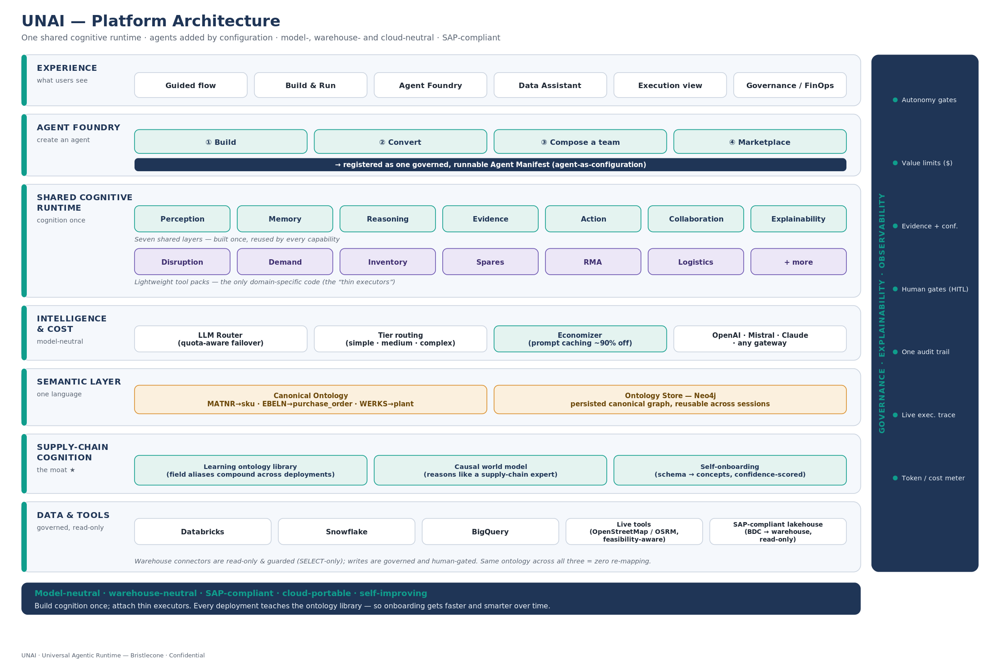 UNAI — Platform Architecture
One shared cognitive runtime · agents added by configuration · model-, warehouse- and cloud-neutral · SAP-compliant
EXPERIENCE
what users see
Guided flow
Build & Run
Agent Foundry
Data Assistant
Execution view
Governance / FinOps
AGENT FOUNDRY
create an agent
① Build
② Convert
③ Compose a team
④ Marketplace
→ registered as one governed, runnable Agent Manifest (agent-as-configuration)
SHARED COGNITIVE
RUNTIME
cognition once
Perception
Memory
Reasoning
Evidence
Action
Collaboration
Explainability
Seven shared layers — built once, reused by every capability
Disruption
Demand
Inventory
Spares
RMA
Logistics
+ more
Lightweight tool packs — the only domain-specific code (the “thin executors”)
INTELLIGENCE
& COST
model-neutral
LLM Router
(quota-aware failover)
Tier routing
(simple · medium · complex)
Economizer
(prompt caching ~90% off)
OpenAI · Mistral · Claude
· any gateway
SEMANTIC LAYER
one language
Canonical Ontology
MATNR→sku · EBELN→purchase_order · WERKS→plant
Ontology Store — Neo4j
persisted canonical graph, reusable across sessions
SUPPLY-CHAIN
COGNITION
the moat ★
Learning ontology library
(field aliases compound across deployments)
Causal world model
(reasons like a supply-chain expert)
Self-onboarding
(schema → concepts, confidence-scored)
DATA & TOOLS
governed, read-only
Databricks
Snowflake
BigQuery
Live tools
(OpenStreetMap / OSRM,
feasibility-aware)
SAP-compliant lakehouse
(BDC → warehouse,
read-only)
Warehouse connectors are read-only & guarded (SELECT-only); writes are governed and human-gated. Same ontology across all three = zero re-mapping.
GOVERNANCE · EXPLAINABILITY · OBSERVABILITY
Autonomy gates
Value limits ($)
Evidence + conf.
Human gates (HITL)
One audit trail
Live exec. trace
Token / cost meter
Model-neutral · warehouse-neutral · SAP-compliant · cloud-portable · self-improving
Build cognition once; attach thin executors. Every deployment teaches the ontology library — so onboarding gets faster and smarter over time.
UNAI · Universal Agentic Runtime — Bristlecone · Confidential